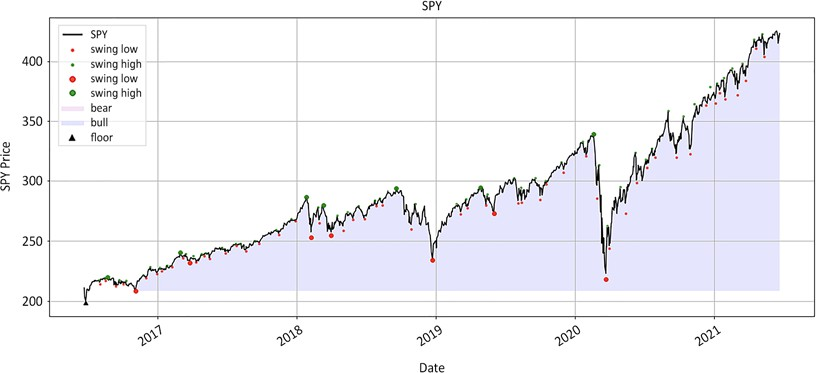 SPY
SPY
swing low
swing high
swing low
swing high
bear
bull
floor
SPY Price
400
350
300
250
200
2017
2018
2019
2020
2021
Date